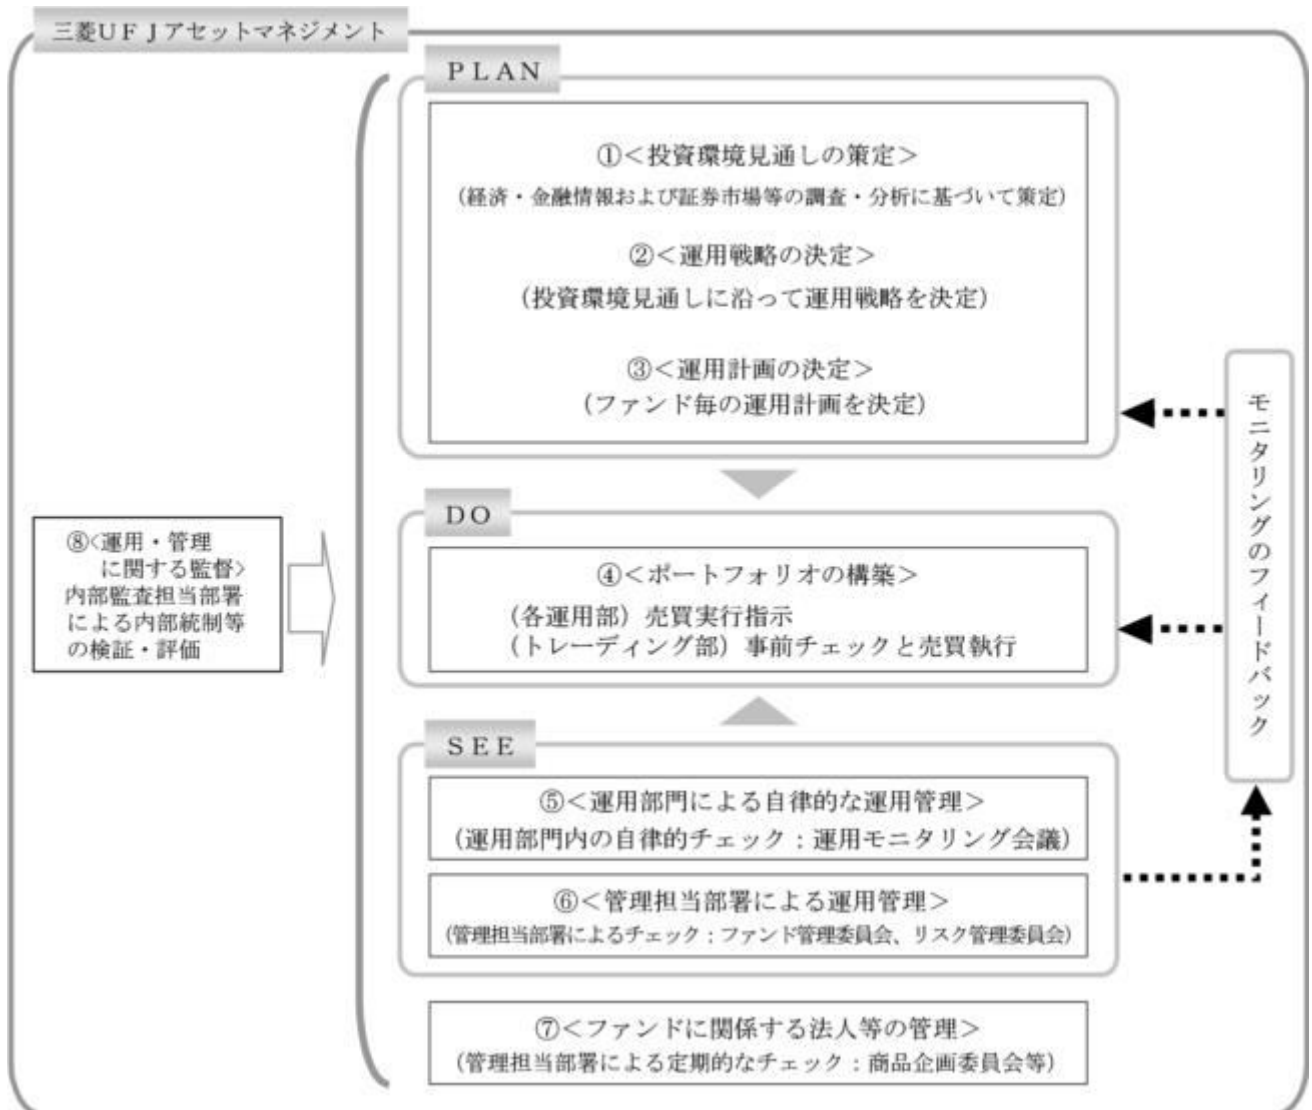 三菱UFJアセットマネジメント
PLAN
①＜投資環境見通しの策定＞
（経済・金融情報および証券市場等の調査・分析に基づいて策定）
②＜運用戦略の決定＞
（投資環境見通しに沿って運用戦略を決定）
③＜運用計画の決定＞
（ファンド毎の運用計画を決定）
DO
④＜ポートフォリオの構築＞
（各運用部）売買実行指示
（トレーディング部）事前チェックと売買執行
SEE
⑤＜運用部門による自律的な運用管理＞
（運用部門内の自律的チェック：運用モニタリング会議）
⑥＜管理担当部署による運用管理＞
（管理担当部署によるチェック：ファンド管理委員会、リスク管理委員会）
⑦＜ファンドに関係する法人等の管理＞
（管理担当部署による定期的なチェック：商品企画委員会等）
⑧＜運用・管理
に関する監督＞
内部監査担当部署
による内部統制等
の検証・評価
モニタリングのフィードバック